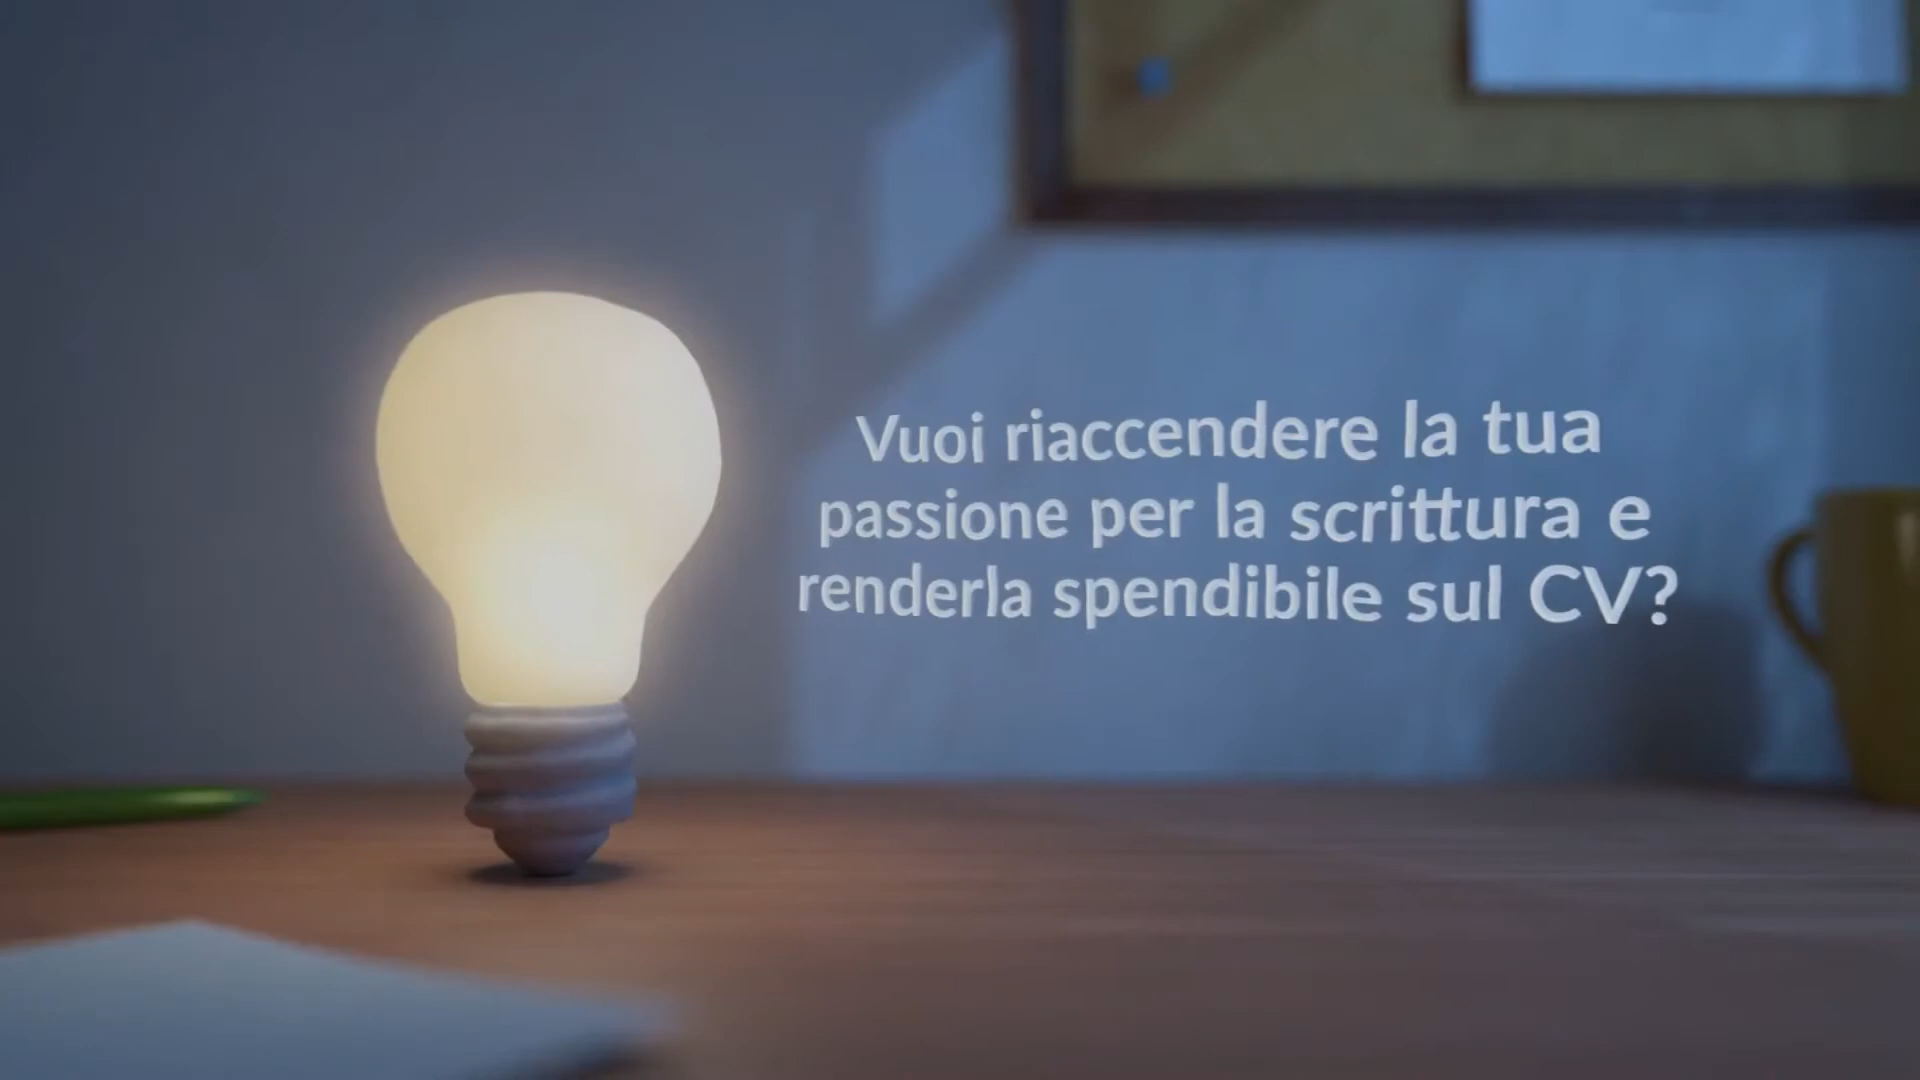 Vuoi riaccendere la tua
passione per la scrittura e
renderla spendibile sul CV?